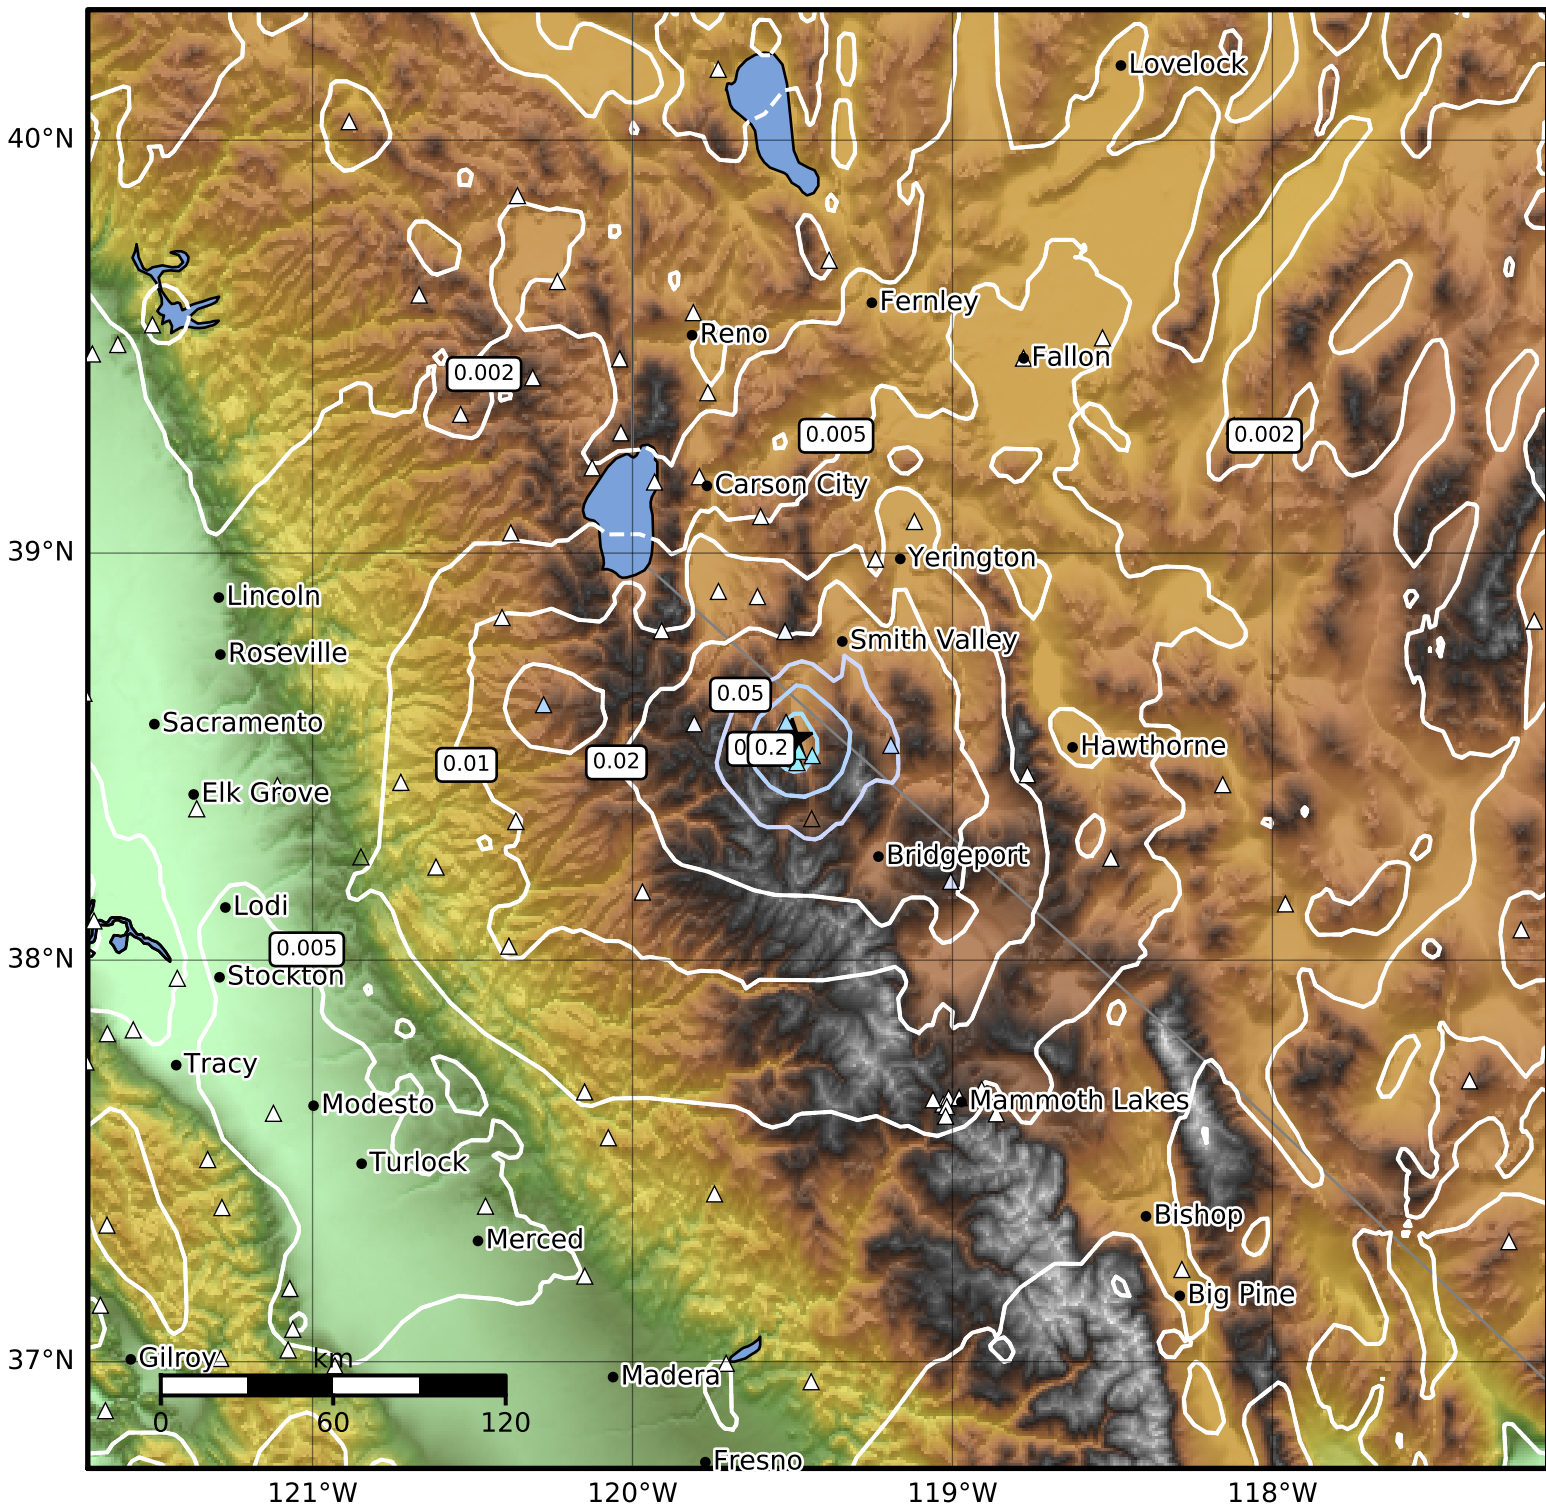 Lovelock
40°N
Fernley
Reno
Fallon
0.002
0.005
0.002
Carson City
39°N
Yerington
Lincoln
Smith Valley
Roseville
0.05
Sacramento
0.2
Hawthorne
0.01
0.02
Elk Grove
Bridgeport
Lodi
0.005
38°N
Stockton
Tracy
Mammoth Lakes
Modesto
Turlock
Bishop
Merced
Big Pine
37°N
Gilroy
km
Madera
0 60 120
Fresno
121°W 120°W 119°W 118°W